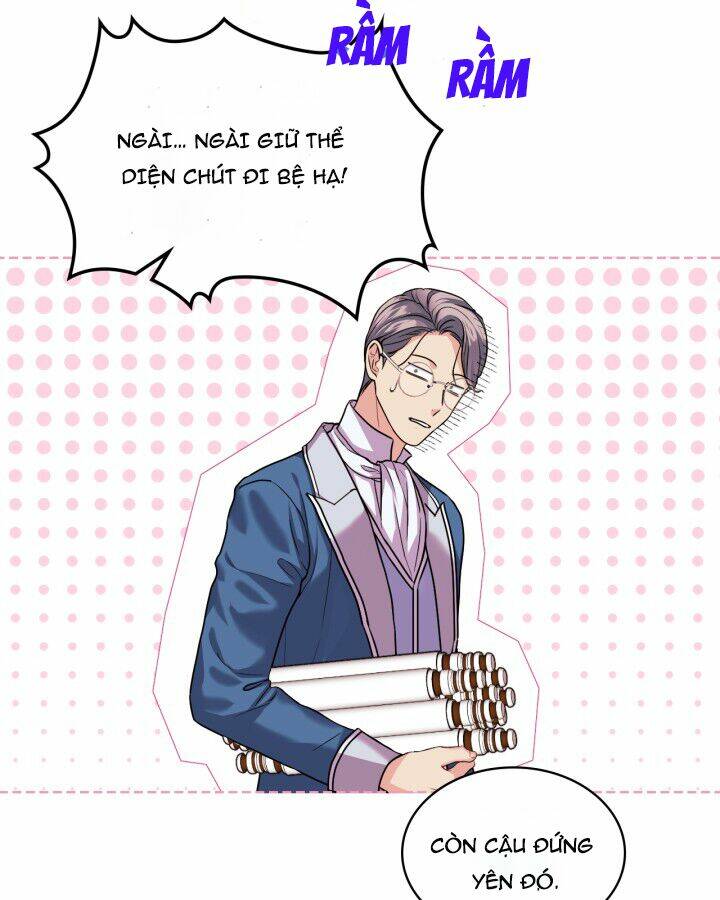 RẦM
RẦM
NGÀI... NGÀI GIỮ THỂ
DIỆN CHÚT ĐI BỆ HẠ!
CÒN CẬU ĐỨNG
YÊN ĐÓ.